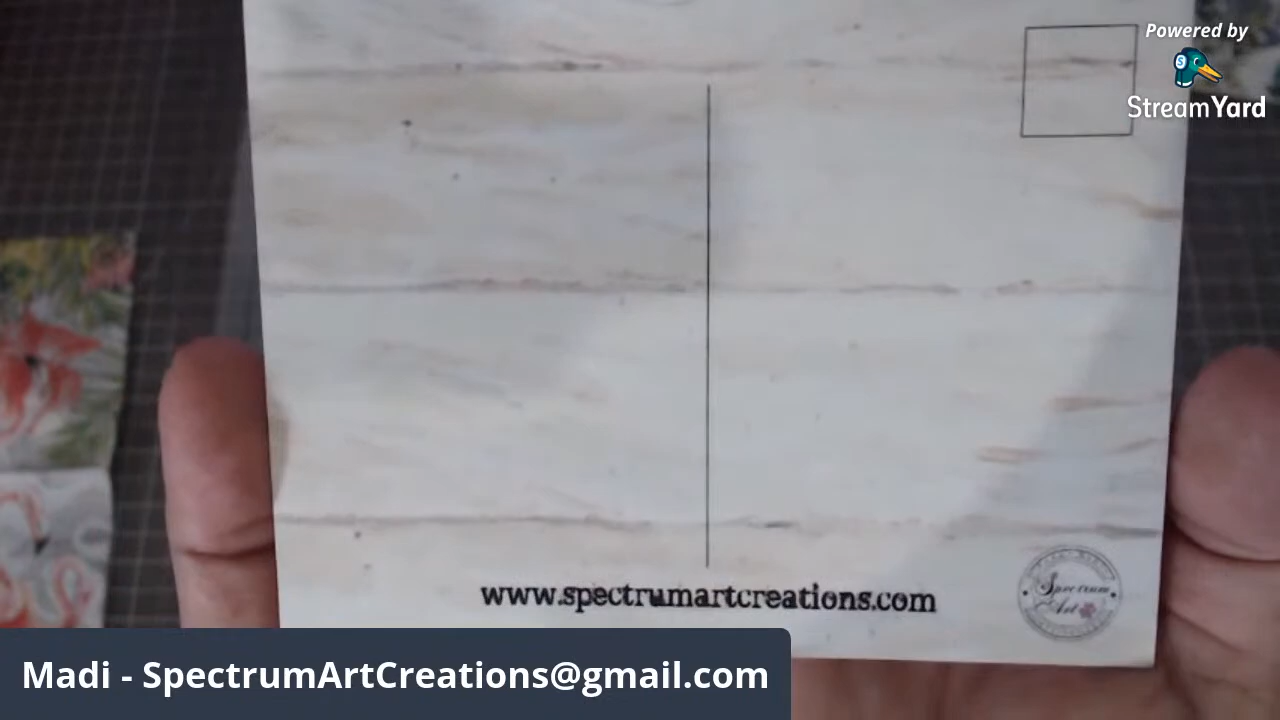 Powered by
StreamYard
www.spectrumartcreations.com
Spectrum
Art
Madi - SpectrumArtCreations@gmail.com